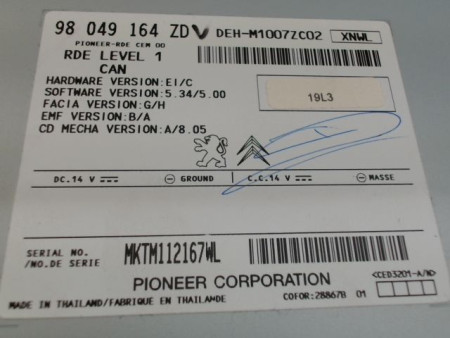 98 049 164 ZD V DEH-M1007ZC02 XNWL
PIONEER-RDE CEM 00
RDE LEVEL 1
CAN
HARDWARE VERSION:EI/C
SOFTWARE VERSION: 5.34/5.00
FACIA VERSION:G/H
EMF VERSION:B/A
CD MECHA VERSION:A/8.05
19L3
DC.14 V GROUND C.C.14 V MASSE
SERIAL NO.
/NO.DE SERIE
MKTM112167WL
PIONEER CORPORATION
<CED3201-A/N>
MADE IN THAILAND/FABRIQUE EN THAILANDE
COFOR:28867B 01